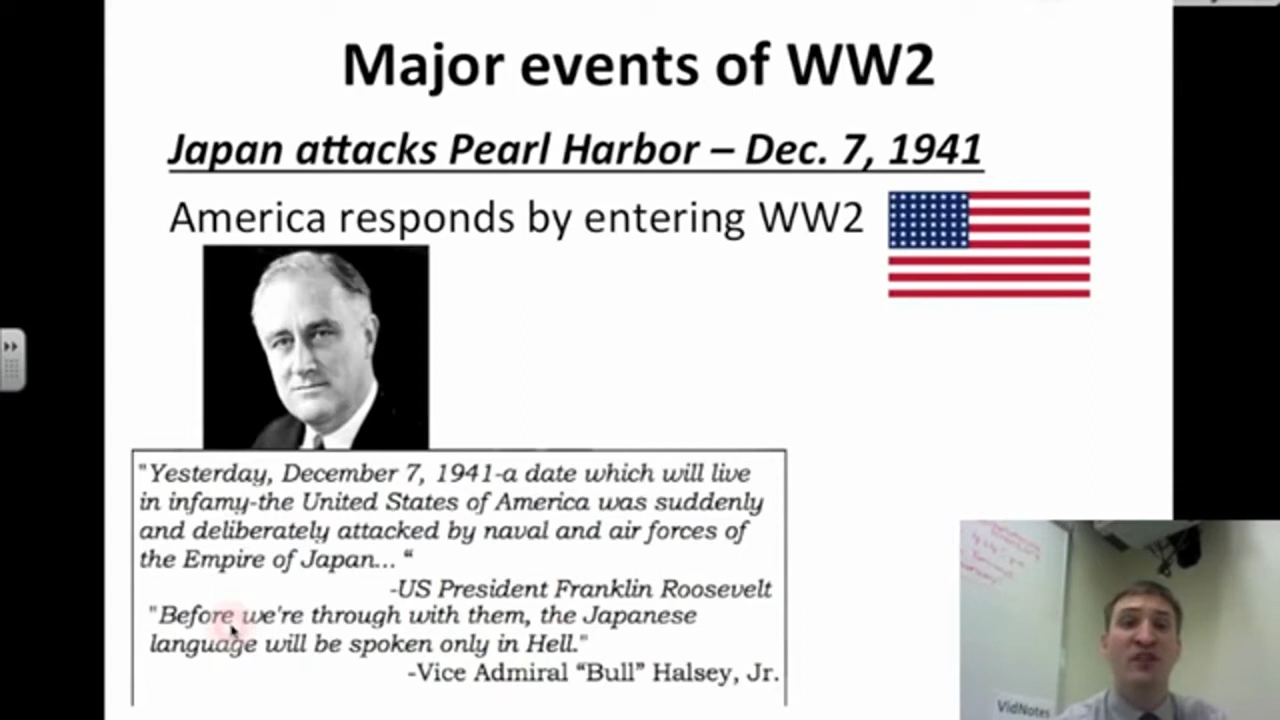 Major events of WW2
Japan attacks Pearl Harbor – Dec. 7, 1941
America responds by entering WW2
"Yesterday, December 7, 1941-a date which will live
in infamy-the United States of America was suddenly
and deliberately attacked by naval and air forces of
the Empire of Japan... “
-US President Franklin Roosevelt
"Before we're through with them, the Japanese
language will be spoken only in Hell."
-Vice Admiral “Bull” Halsey, Jr.
VidNotes